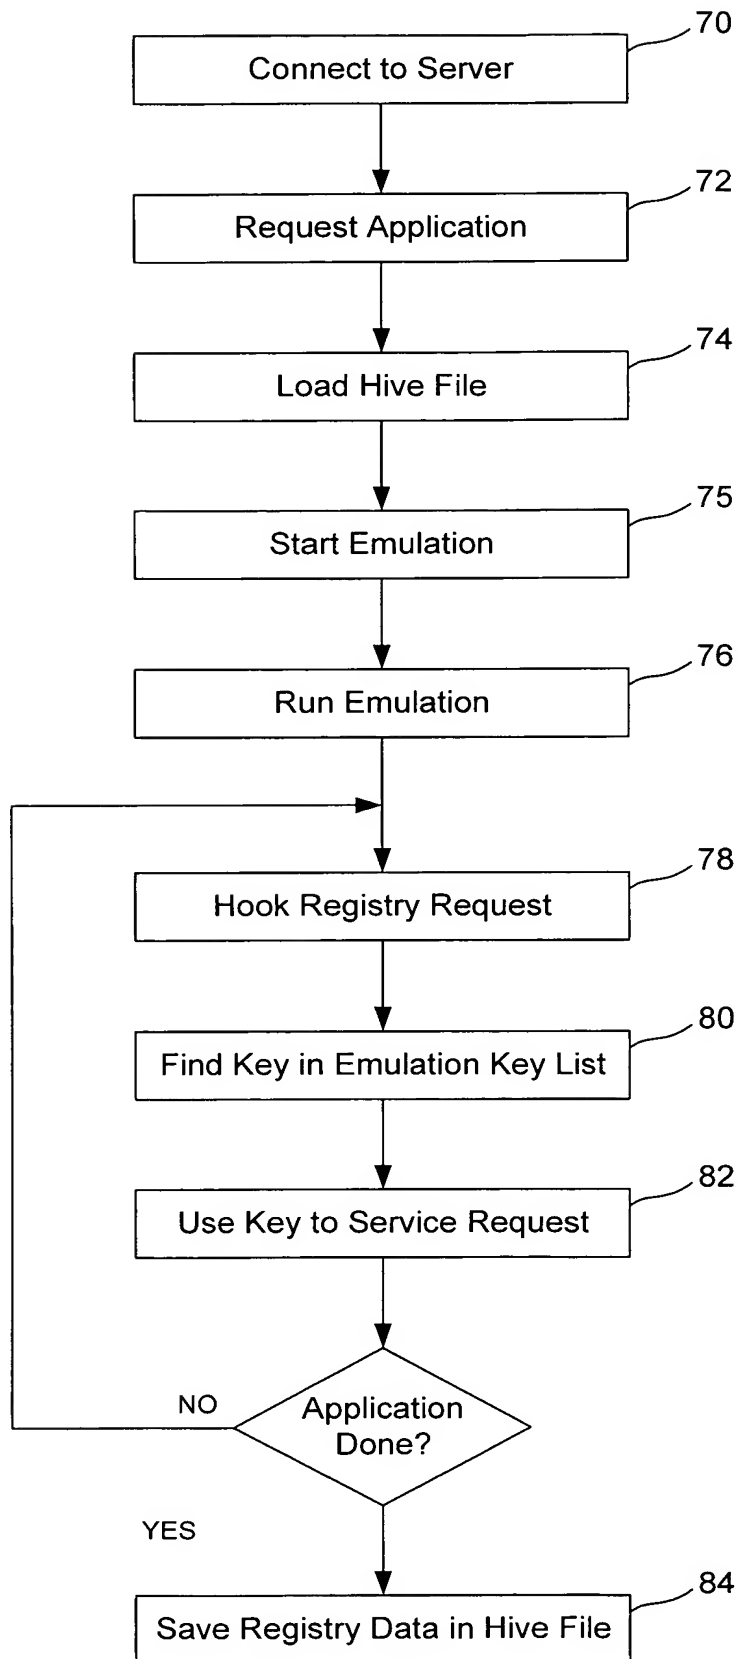 70
Connect to Server
72
Request Application
74
Load Hive File
75
Start Emulation
76
Run Emulation
78
Hook Registry Request
80
Find Key in Emulation Key List
82
Use Key to Service Request
NO
Application
Done?
YES
84
Save Registry Data in Hive File